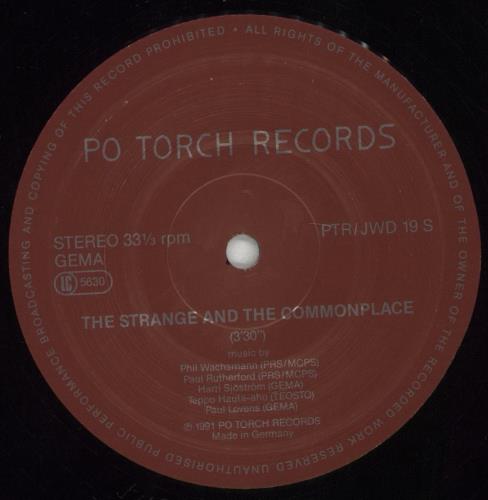 ALL RIGHTS OF THE MANUFACTURER AND OF THE OWNER OF THE RECORDED WORK RESERVED UNAUTHORISED PUBLIC PERFORMANCE BROADCASTING AND COPYING OF THIS RECORD PROHIBITED •
PO TORCH RECORDS
STEREO 33⅓ rpm
PTR/JWD 19 S
GEMA
LC 5630
THE STRANGE AND THE COMMONPLACE
(3'30")
music by
Phil Wachsmann (PRS/MCPS)
Paul Rutherford (PRS/MCPS)
Harri Sjöström (GEMA)
Teppo Hauta-aho (TEOSTO)
Paul Lovens (GEMA)
℗ 1991 PO TORCH RECORDS
Made in Germany